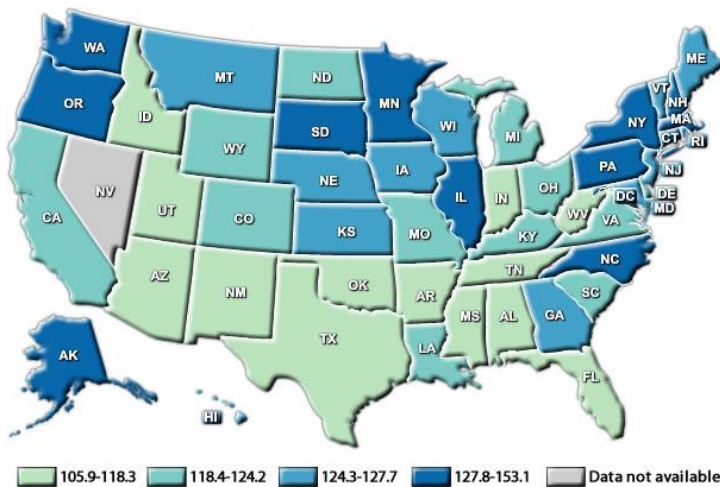 WA
MT
ND
MN
ME
VT
NH
OR
ID
SD
WI
NY
MA
WY
MI
CT
RI
NV
NE
IA
PA
NJ
CA
UT
CO
IL
IN
OH
DE
DC
MD
WV
VA
KS
MO
KY
NC
AZ
NM
OK
AR
TN
SC
TX
MS
AL
GA
LA
FL
AK
HI
105.9-118.3 118.4-124.2 124.3-127.7 127.8-153.1 Data not available